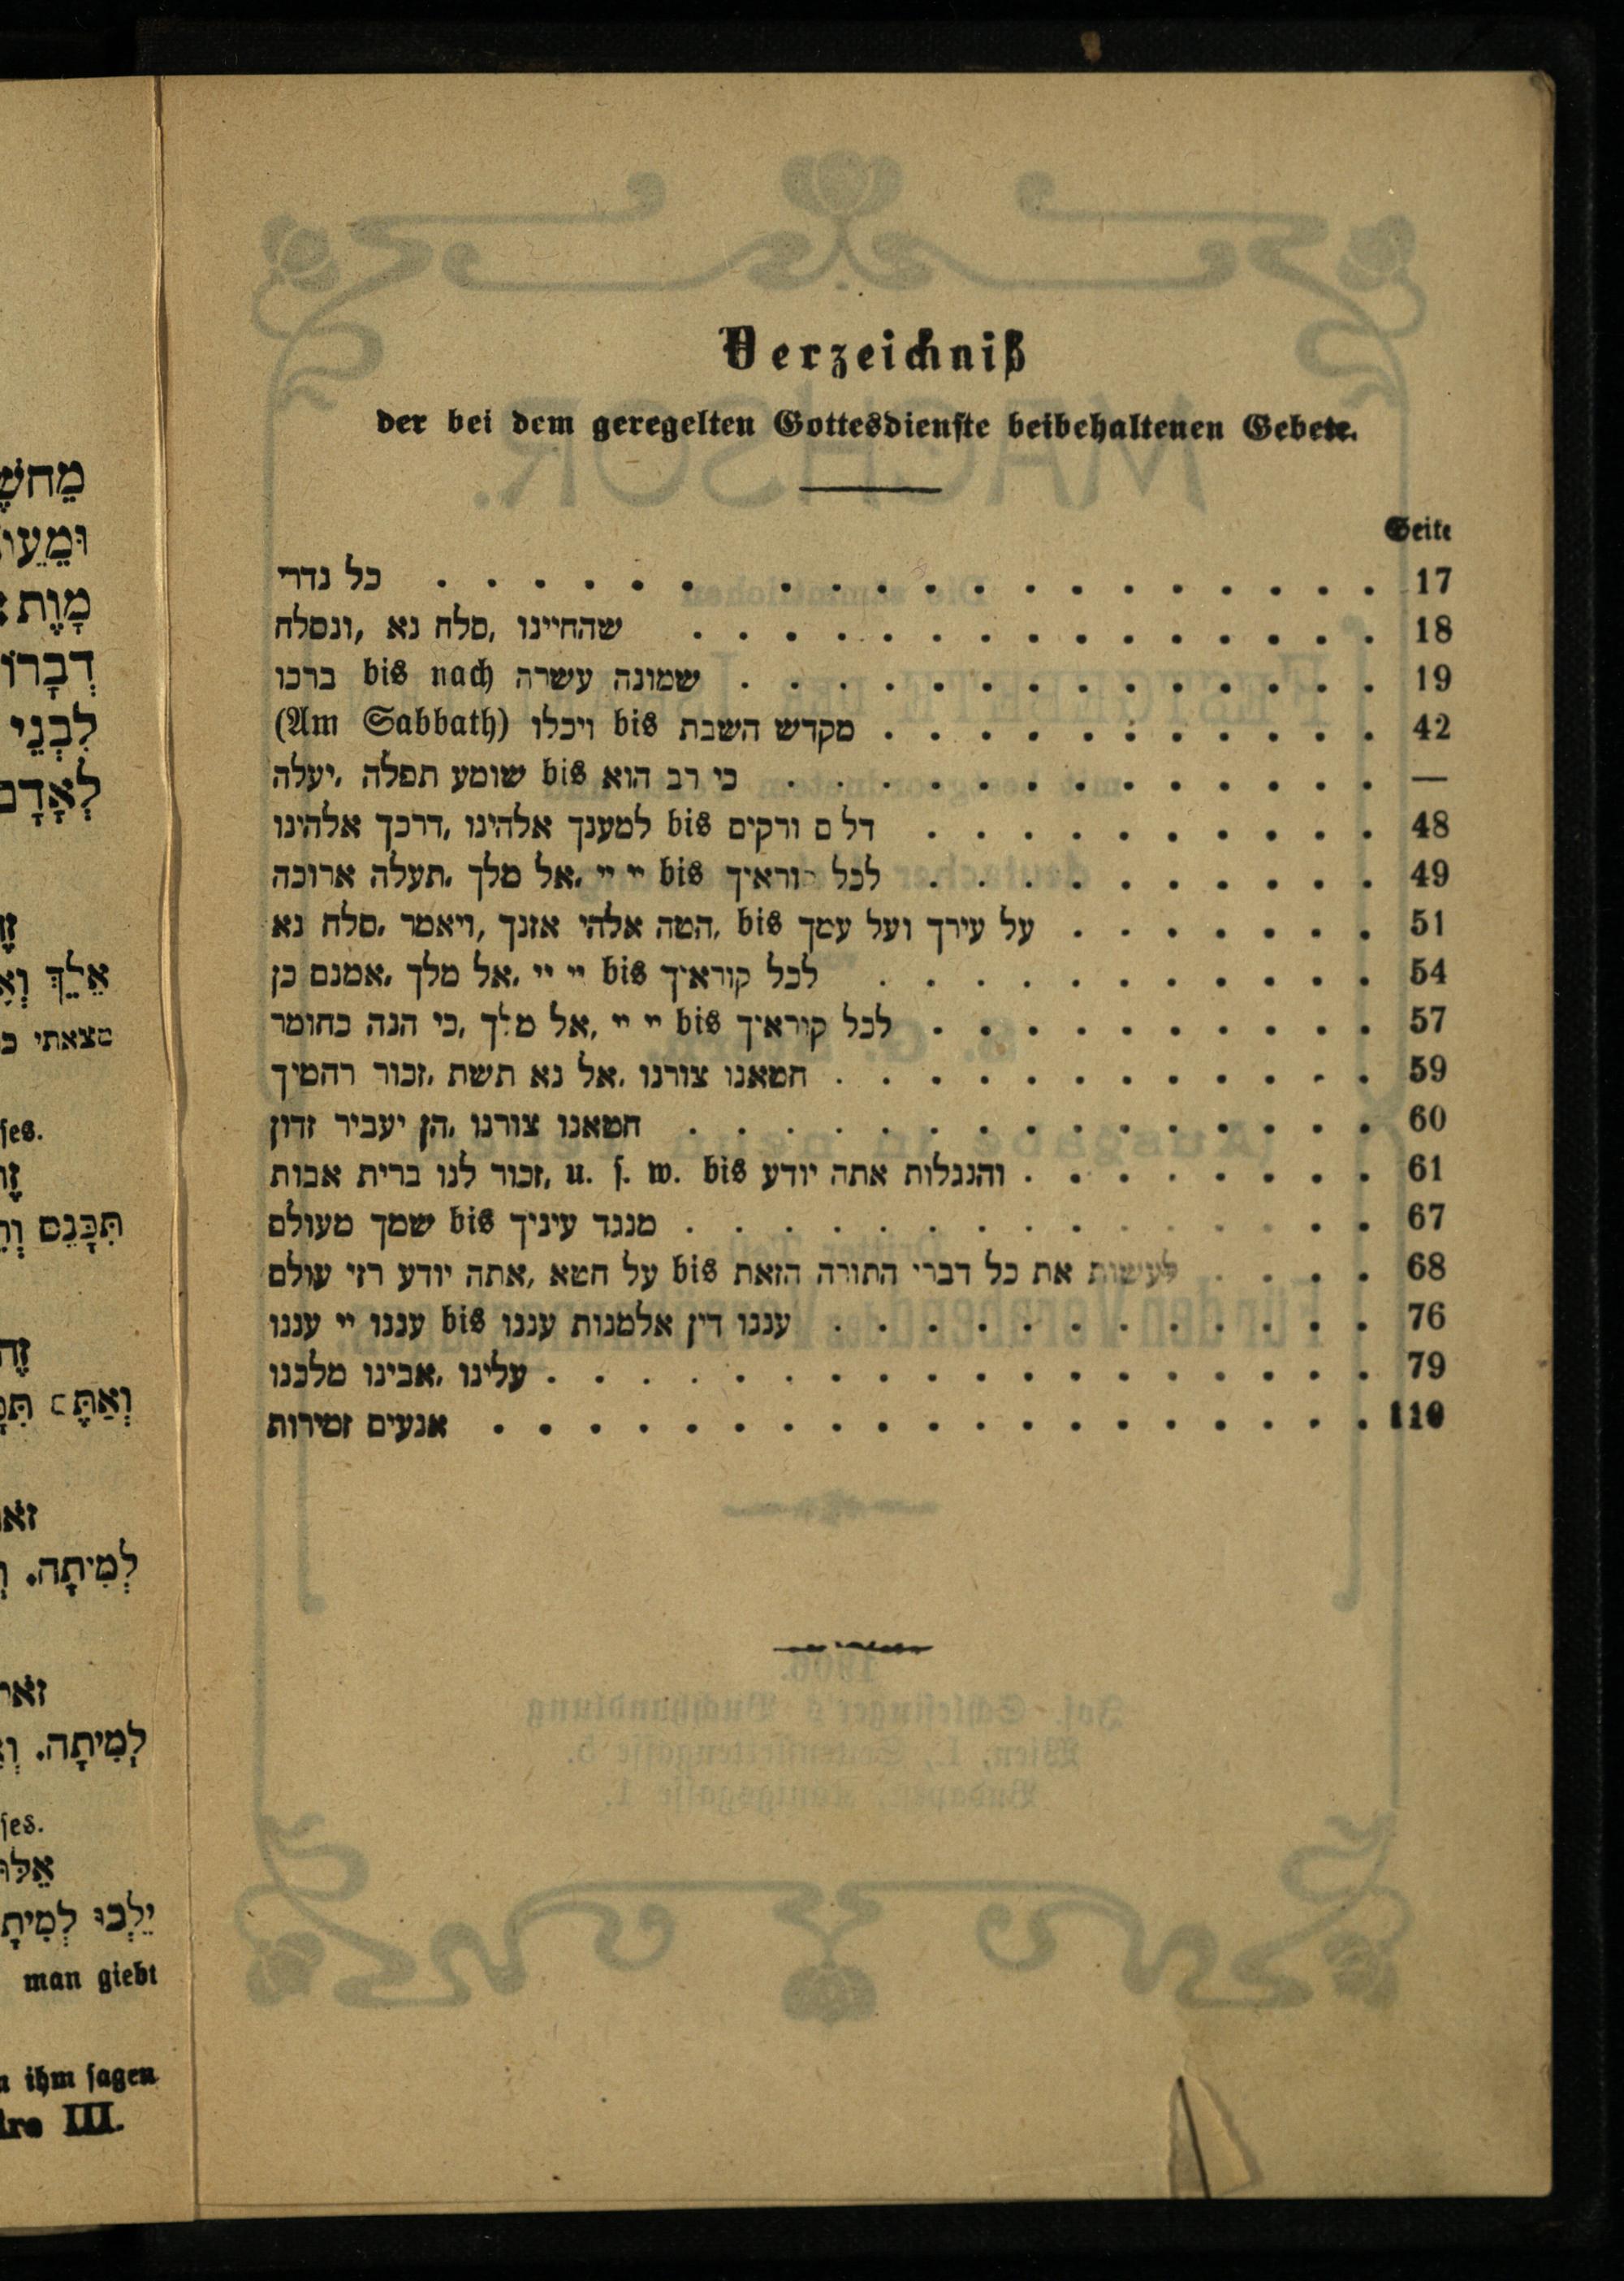 Verzeichniß
der bei dem geregelten Gottesdienste beibehaltenen Gebete.
Seite
כל נדרי . . . . . . . . . . . . . . . . . . . 17
שהחיינו ,סלח נא ,ונסלח . . . . . . . . . . . . . . . 18
ברכו bis nach שמונה עשרה . . . . . . . . . . . . . . 19
(Am Sabbath) ויכלו bis מקדש השבת . . . . . . . . . . . 42
יעלה, שומע תפלה bis כי רב הוא . . . . . . . . . . . . . —
דרכך אלהינו, למענך אלהינו bis דלים ורקים . . . . . . . . . . 48
תעלה ארוכה, אל מלך, יי יי bis לכל קוראיך . . . . . . . . . . 49
סלח נא, ויאמר, הטה אלהי אזנך, bis על עירך ועל עמך . . . . . . . 51
אמנם כן, אל מלך, יי יי bis לכל קוראיך . . . . . . . . . . . 54
כי הנה כחומר, אל מלך, יי יי bis לכל קוראיך . . . . . . . . . . 57
זכור רחמיך, אל נא תשת, חטאנו צורנו . . . . . . . . . . . . 59
הן יעביר זדון, חטאנו צורנו . . . . . . . . . . . . . . . 60
זכור לנו ברית אבות, u. s. w. bis והנגלות אתה יודע . . . . . . . . 61
שמך מעולם bis מנגד עיניך . . . . . . . . . . . . . . . 67
אתה יודע רזי עולם, על חטא bis לעשות את כל דברי התורה הזאת . . . . 68
עננו יי עננו bis עננו דין אלמנות עננו . . . . . . . . . . . . 76
אבינו מלכנו, עלינו . . . . . . . . . . . . . . . . . . 79
אנעים זמירות . . . . . . . . . . . . . . . . . . . 110
מָוֶת
אֵלֶךָ
לְמִיתָה.
לְמִיתָה.
man giebt
ihm sagen
III.